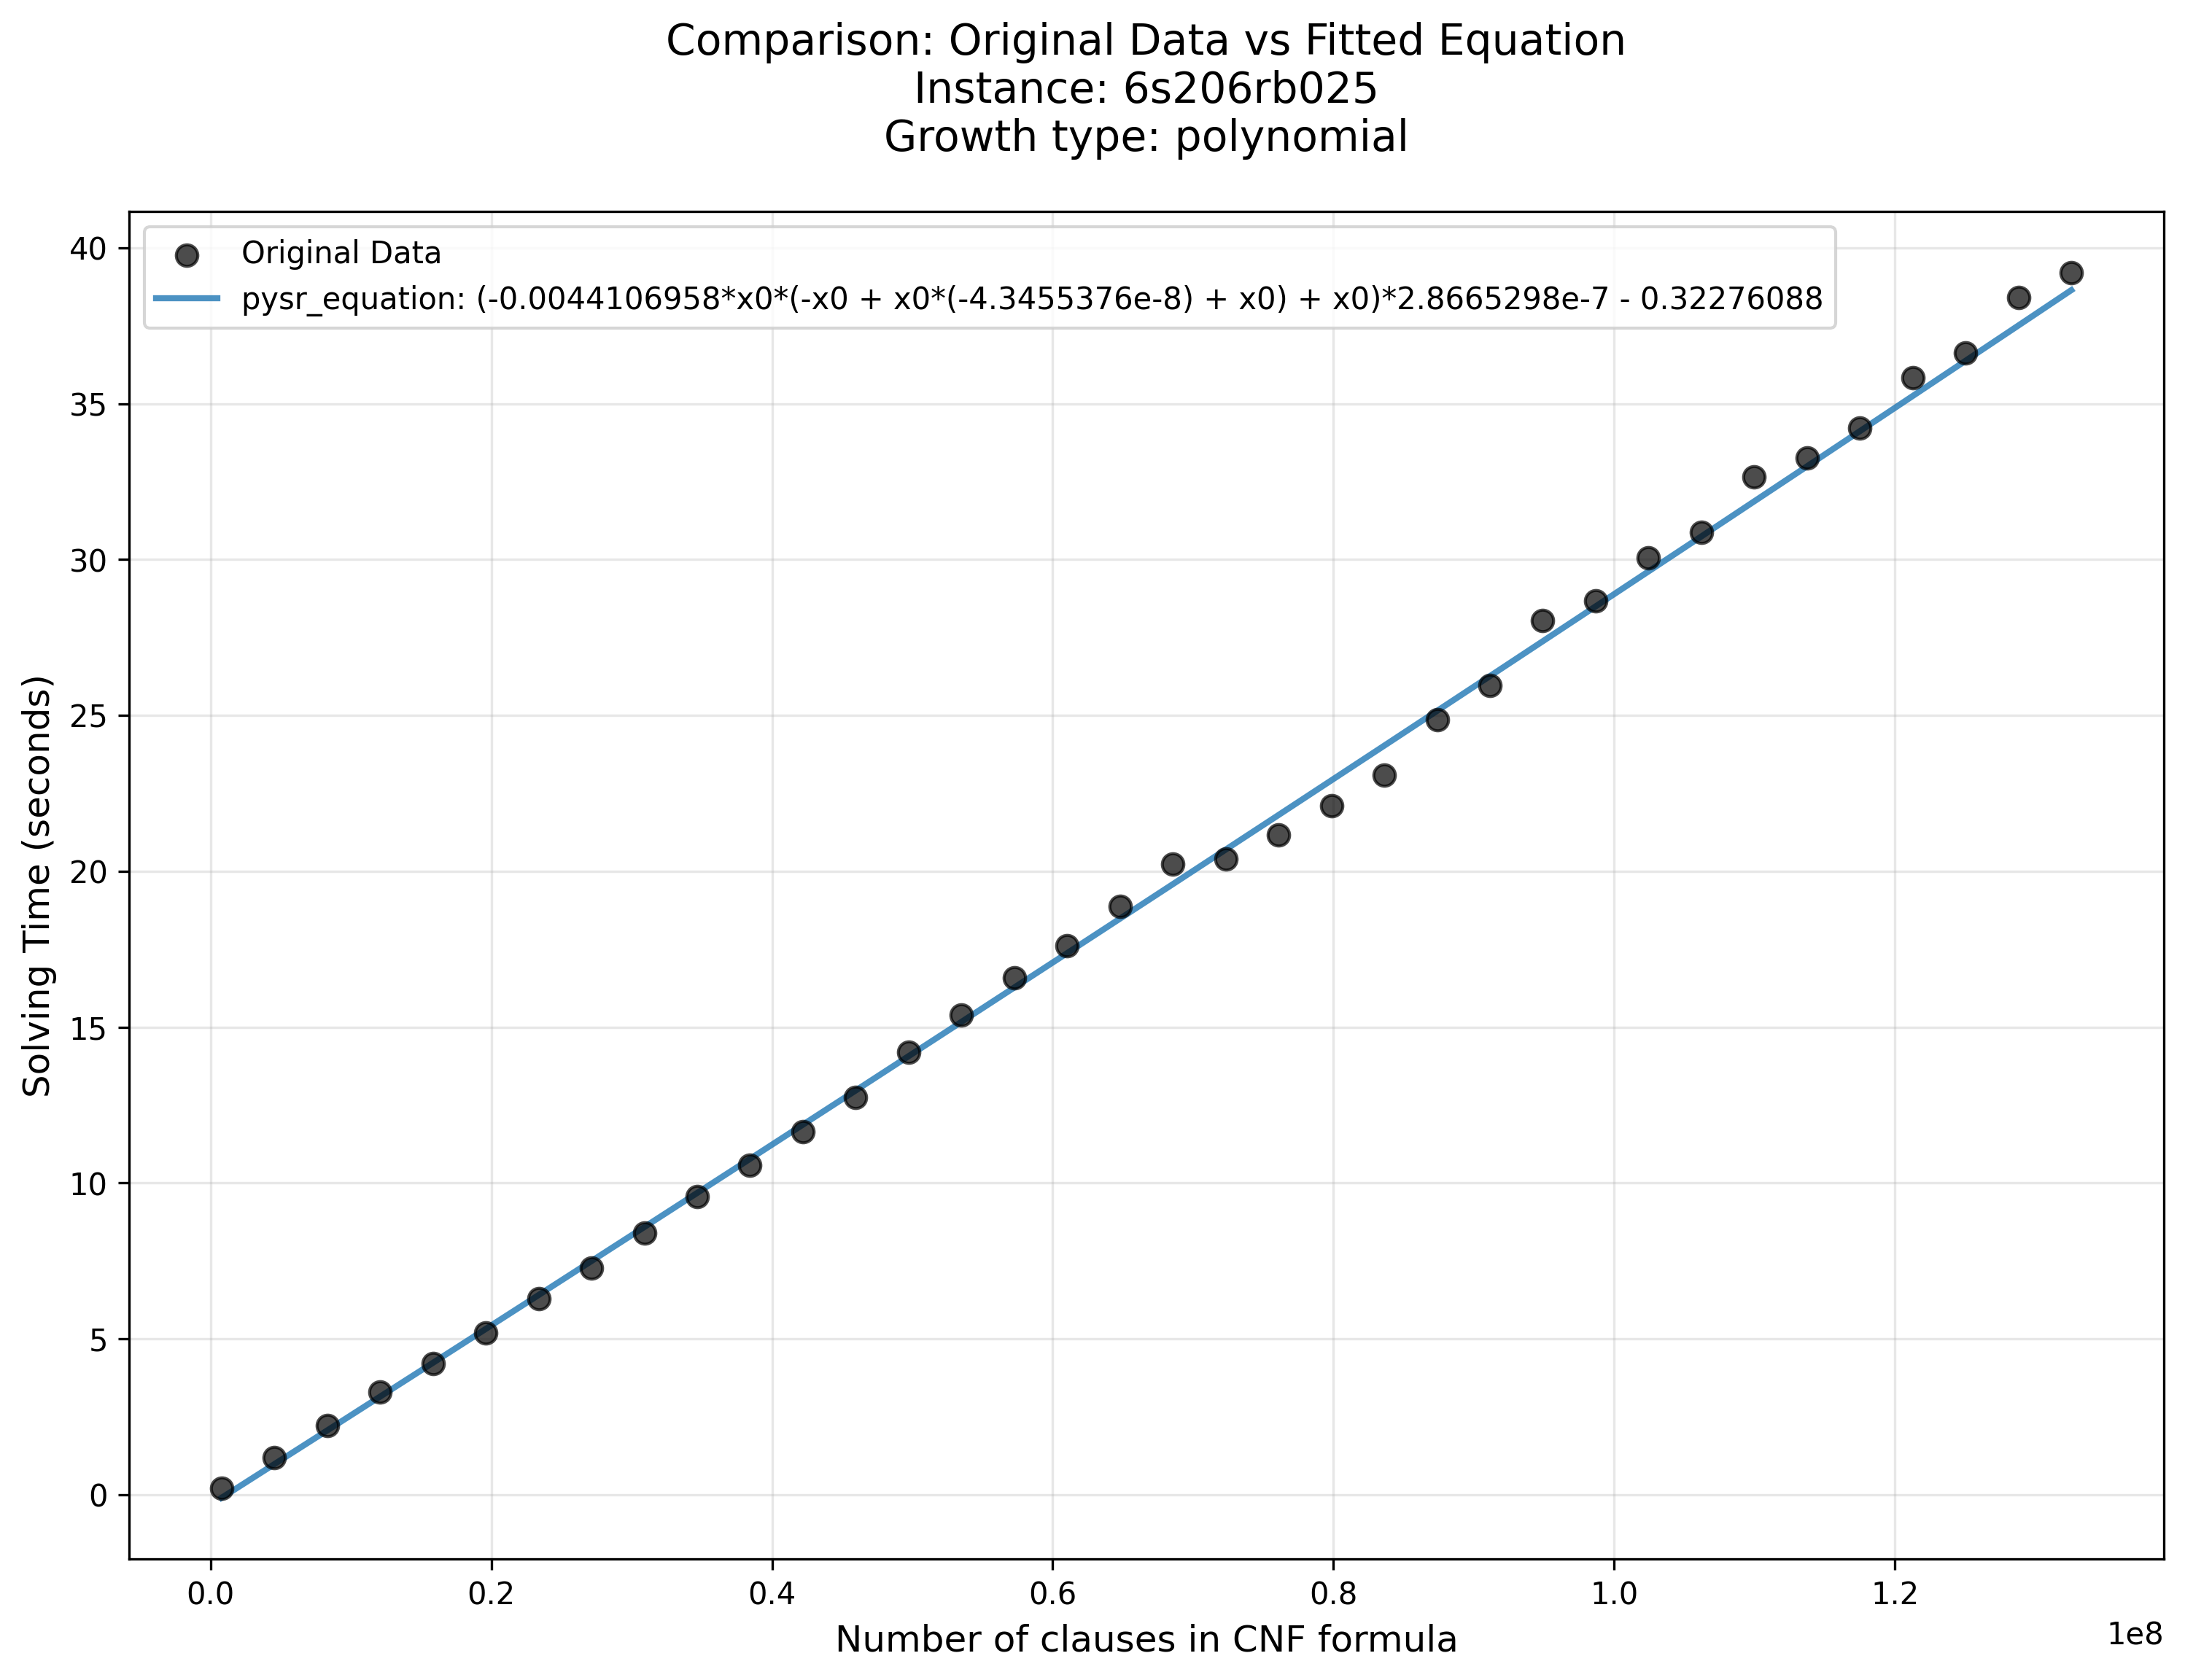 Comparison: Original Data vs Fitted Equation
Instance: 6s206rb025
Growth type: polynomial
Original Data
pysr_equation: (-0.0044106958*x0*(-x0 + x0*(-4.3455376e-8) + x0) + x0)*2.8665298e-7 - 0.32276088
40
35
30
25
20
15
10
5
0
Solving Time (seconds)
0.0 0.2 0.4 0.6 0.8 1.0 1.2
1e8
Number of clauses in CNF formula